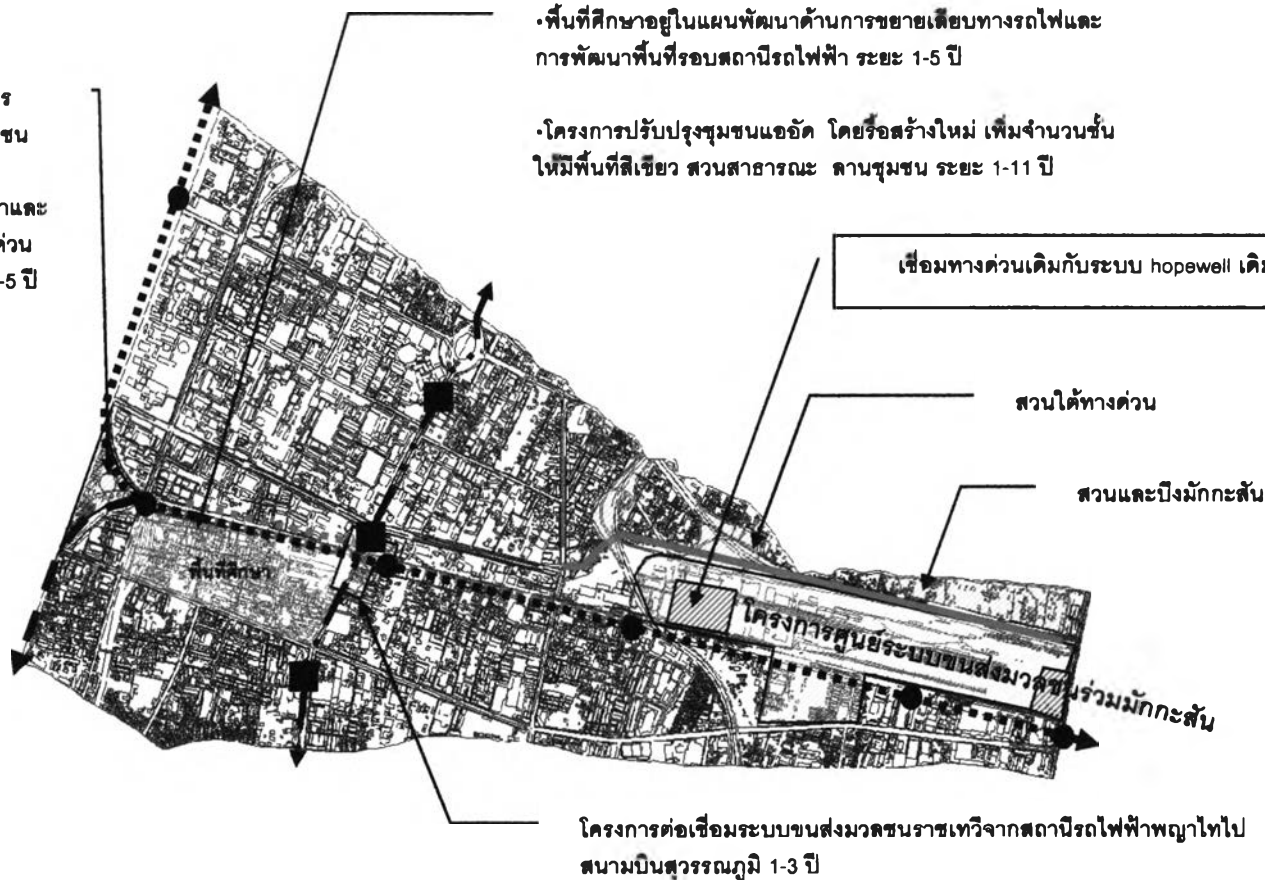 •พื้นที่ศึกษาอยู่ในแผนพัฒนาด้านการขยายเลียบทางรถไฟและ
การพัฒนาพื้นที่รอบสถานีรถไฟฟ้า ระยะ 1-5 ปี
•โครงการปรับปรุงชุมชนแออัด โดยรื้อสร้างใหม่ เพิ่มจำนวนชั้น
ให้มีพื้นที่สีเขียว สวนสาธารณะ ลานชุมชน ระยะ 1-11 ปี
ร
ชน
าและ
ด่วน
-5 ปี
เชื่อมทางด่วนเดิมกับระบบ hopewell เดิม
สวนใต้ทางด่วน
สวนและบึงมักกะสัน
พื้นที่ศึกษา
โครงการศูนย์ระบบขนส่งมวลชนร่วมมักกะสัน
โครงการต่อเชื่อมระบบขนส่งมวลชนราชเทวีจากสถานีรถไฟฟ้าพญาไทไป
สนามบินสุวรรณภูมิ 1-3 ปี